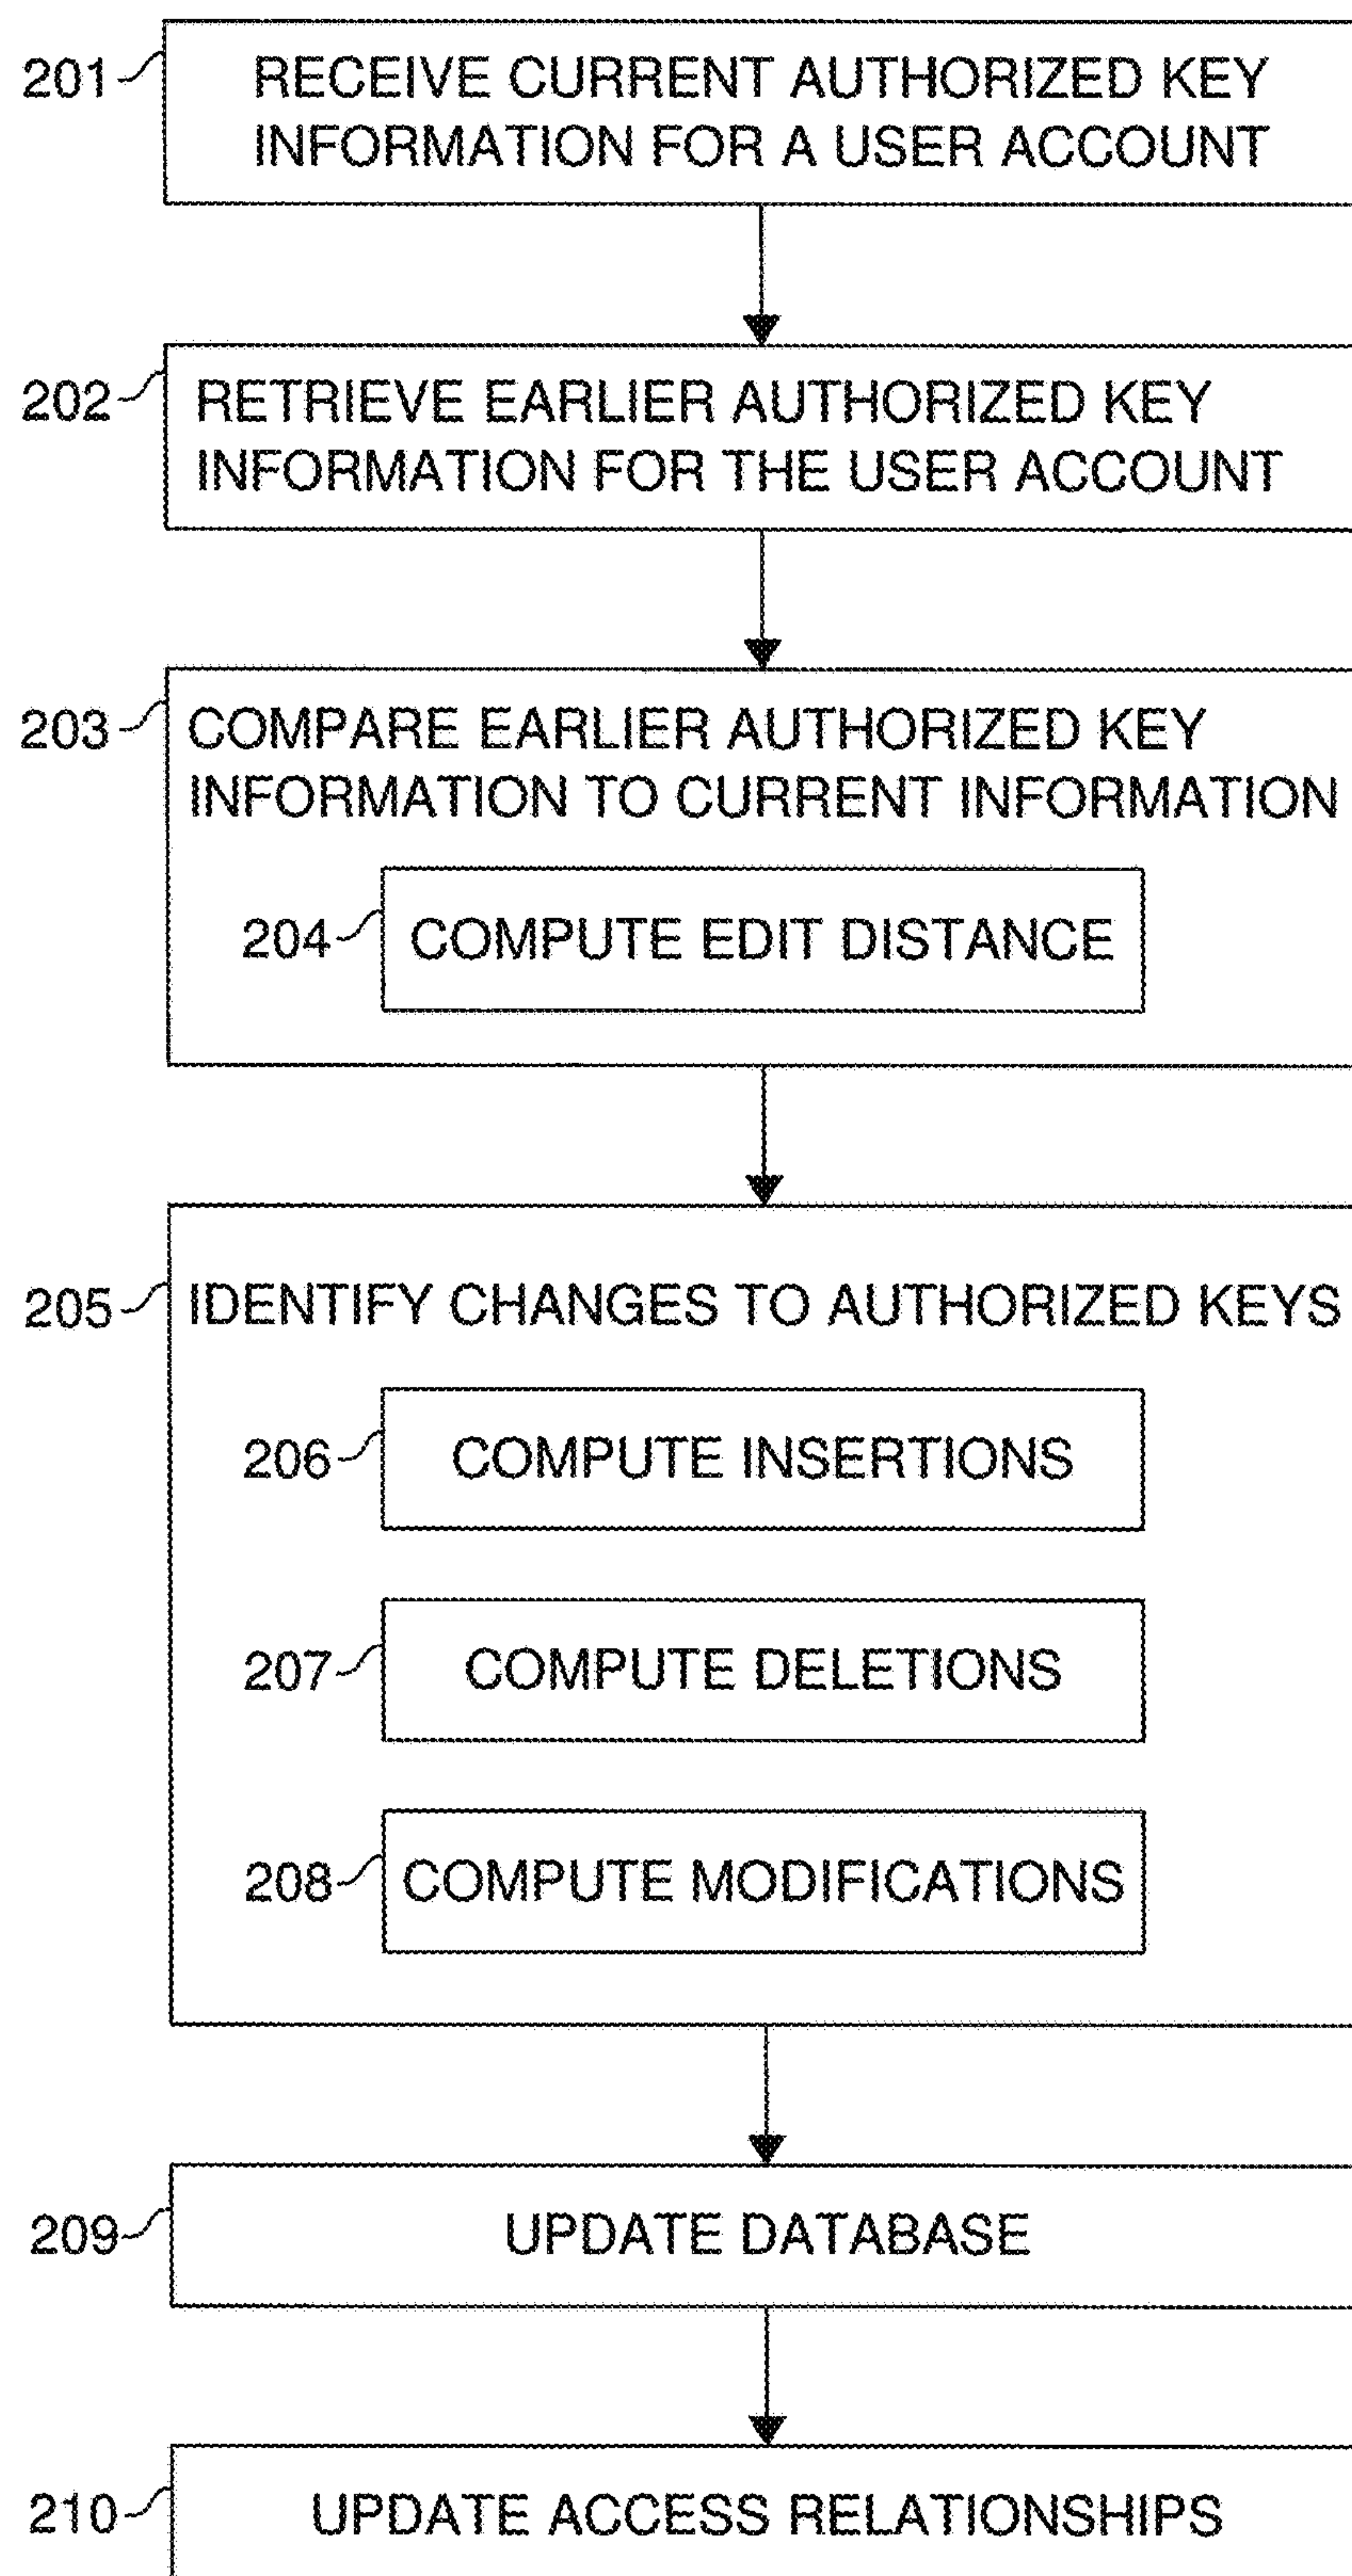 201 RECEIVE CURRENT AUTHORIZED KEY
INFORMATION FOR A USER ACCOUNT
202 RETRIEVE EARLIER AUTHORIZED KEY
INFORMATION FOR THE USER ACCOUNT
203 COMPARE EARLIER AUTHORIZED KEY
INFORMATION TO CURRENT INFORMATION
204 COMPUTE EDIT DISTANCE
205 IDENTIFY CHANGES TO AUTHORIZED KEYS
206 COMPUTE INSERTIONS
207 COMPUTE DELETIONS
208 COMPUTE MODIFICATIONS
209 UPDATE DATABASE
210 UPDATE ACCESS RELATIONSHIPS